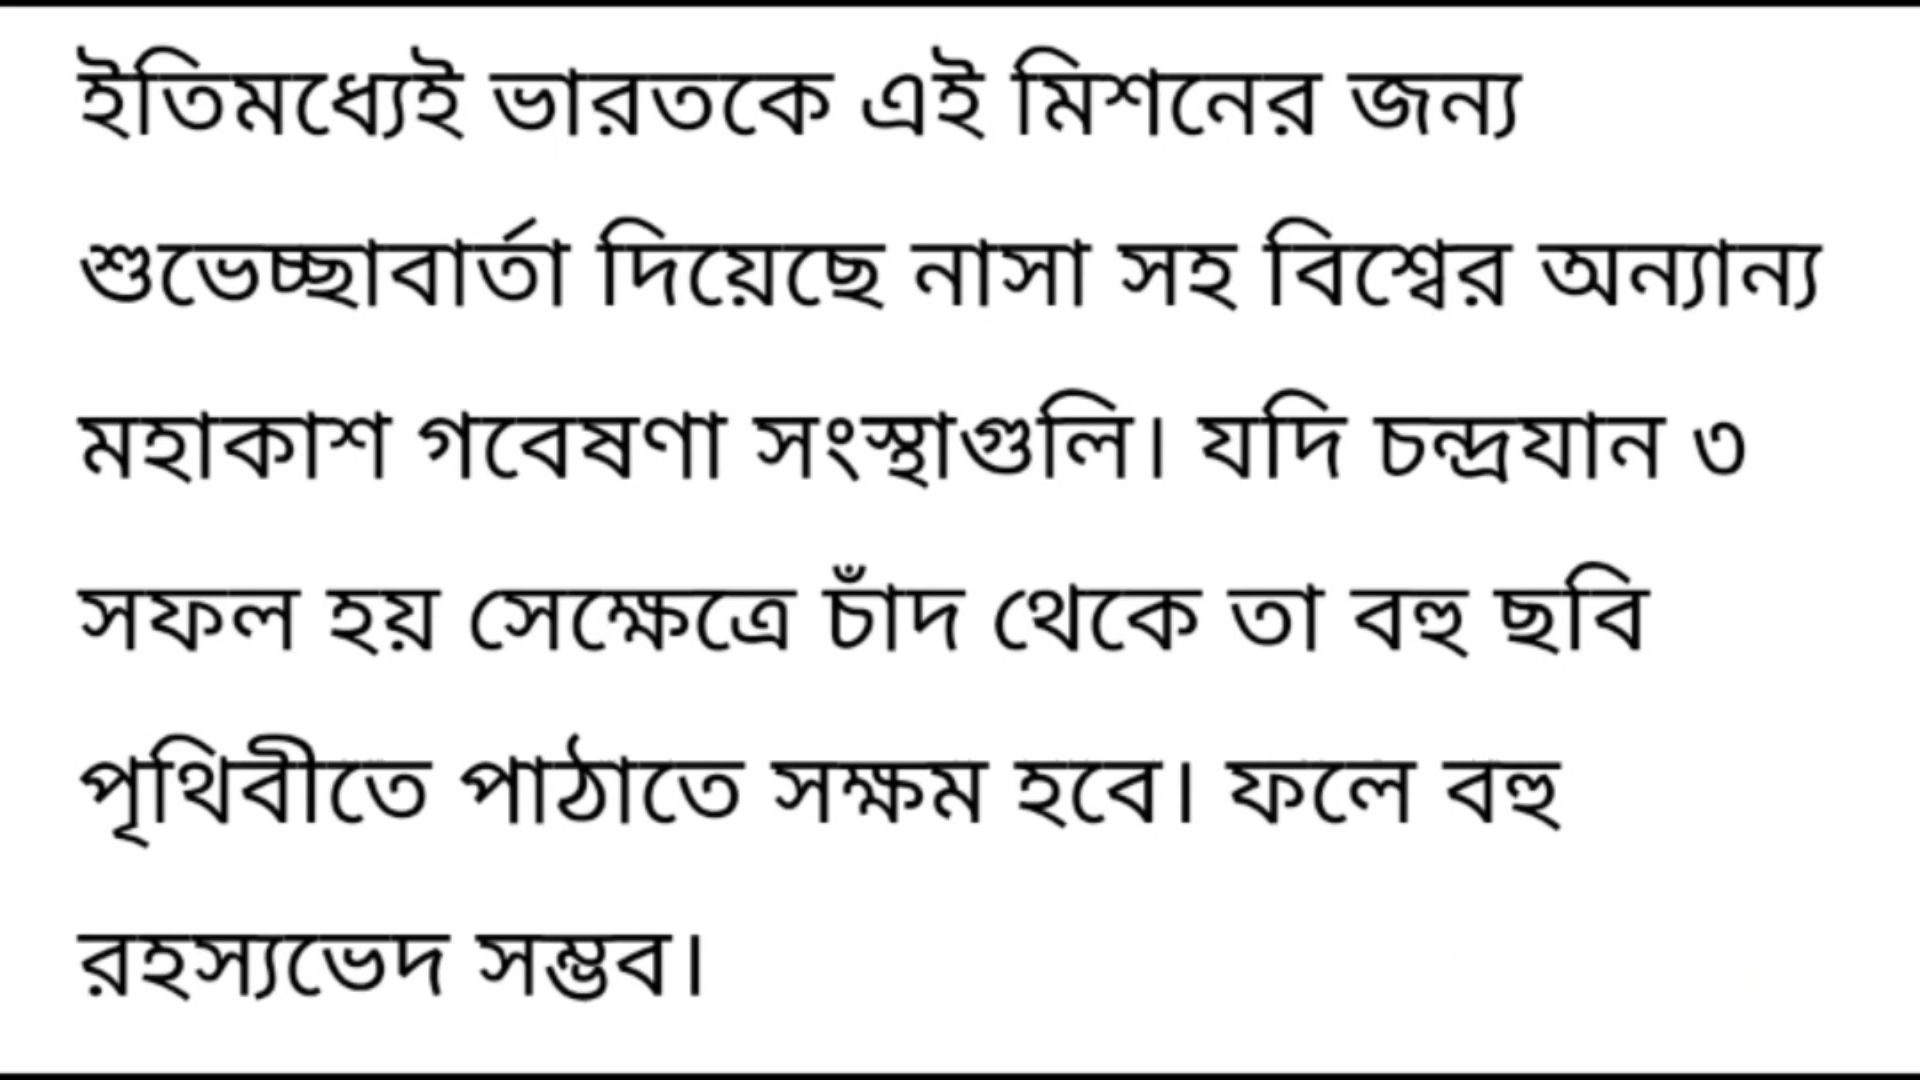 ইতিমধ্যেই ভারতকে এই মিশনের জন্য
শুভেচ্ছাবার্তা দিয়েছে নাসা সহ বিশ্বের অন্যান্য
মহাকাশ গবেষণা সংস্থাগুলি। যদি চন্দ্রযান ৩
সফল হয় সেক্ষেত্রে চাঁদ থেকে তা বহু ছবি
পৃথিবীতে পাঠাতে সক্ষম হবে। ফলে বহু
রহস্যভেদ সম্ভব।